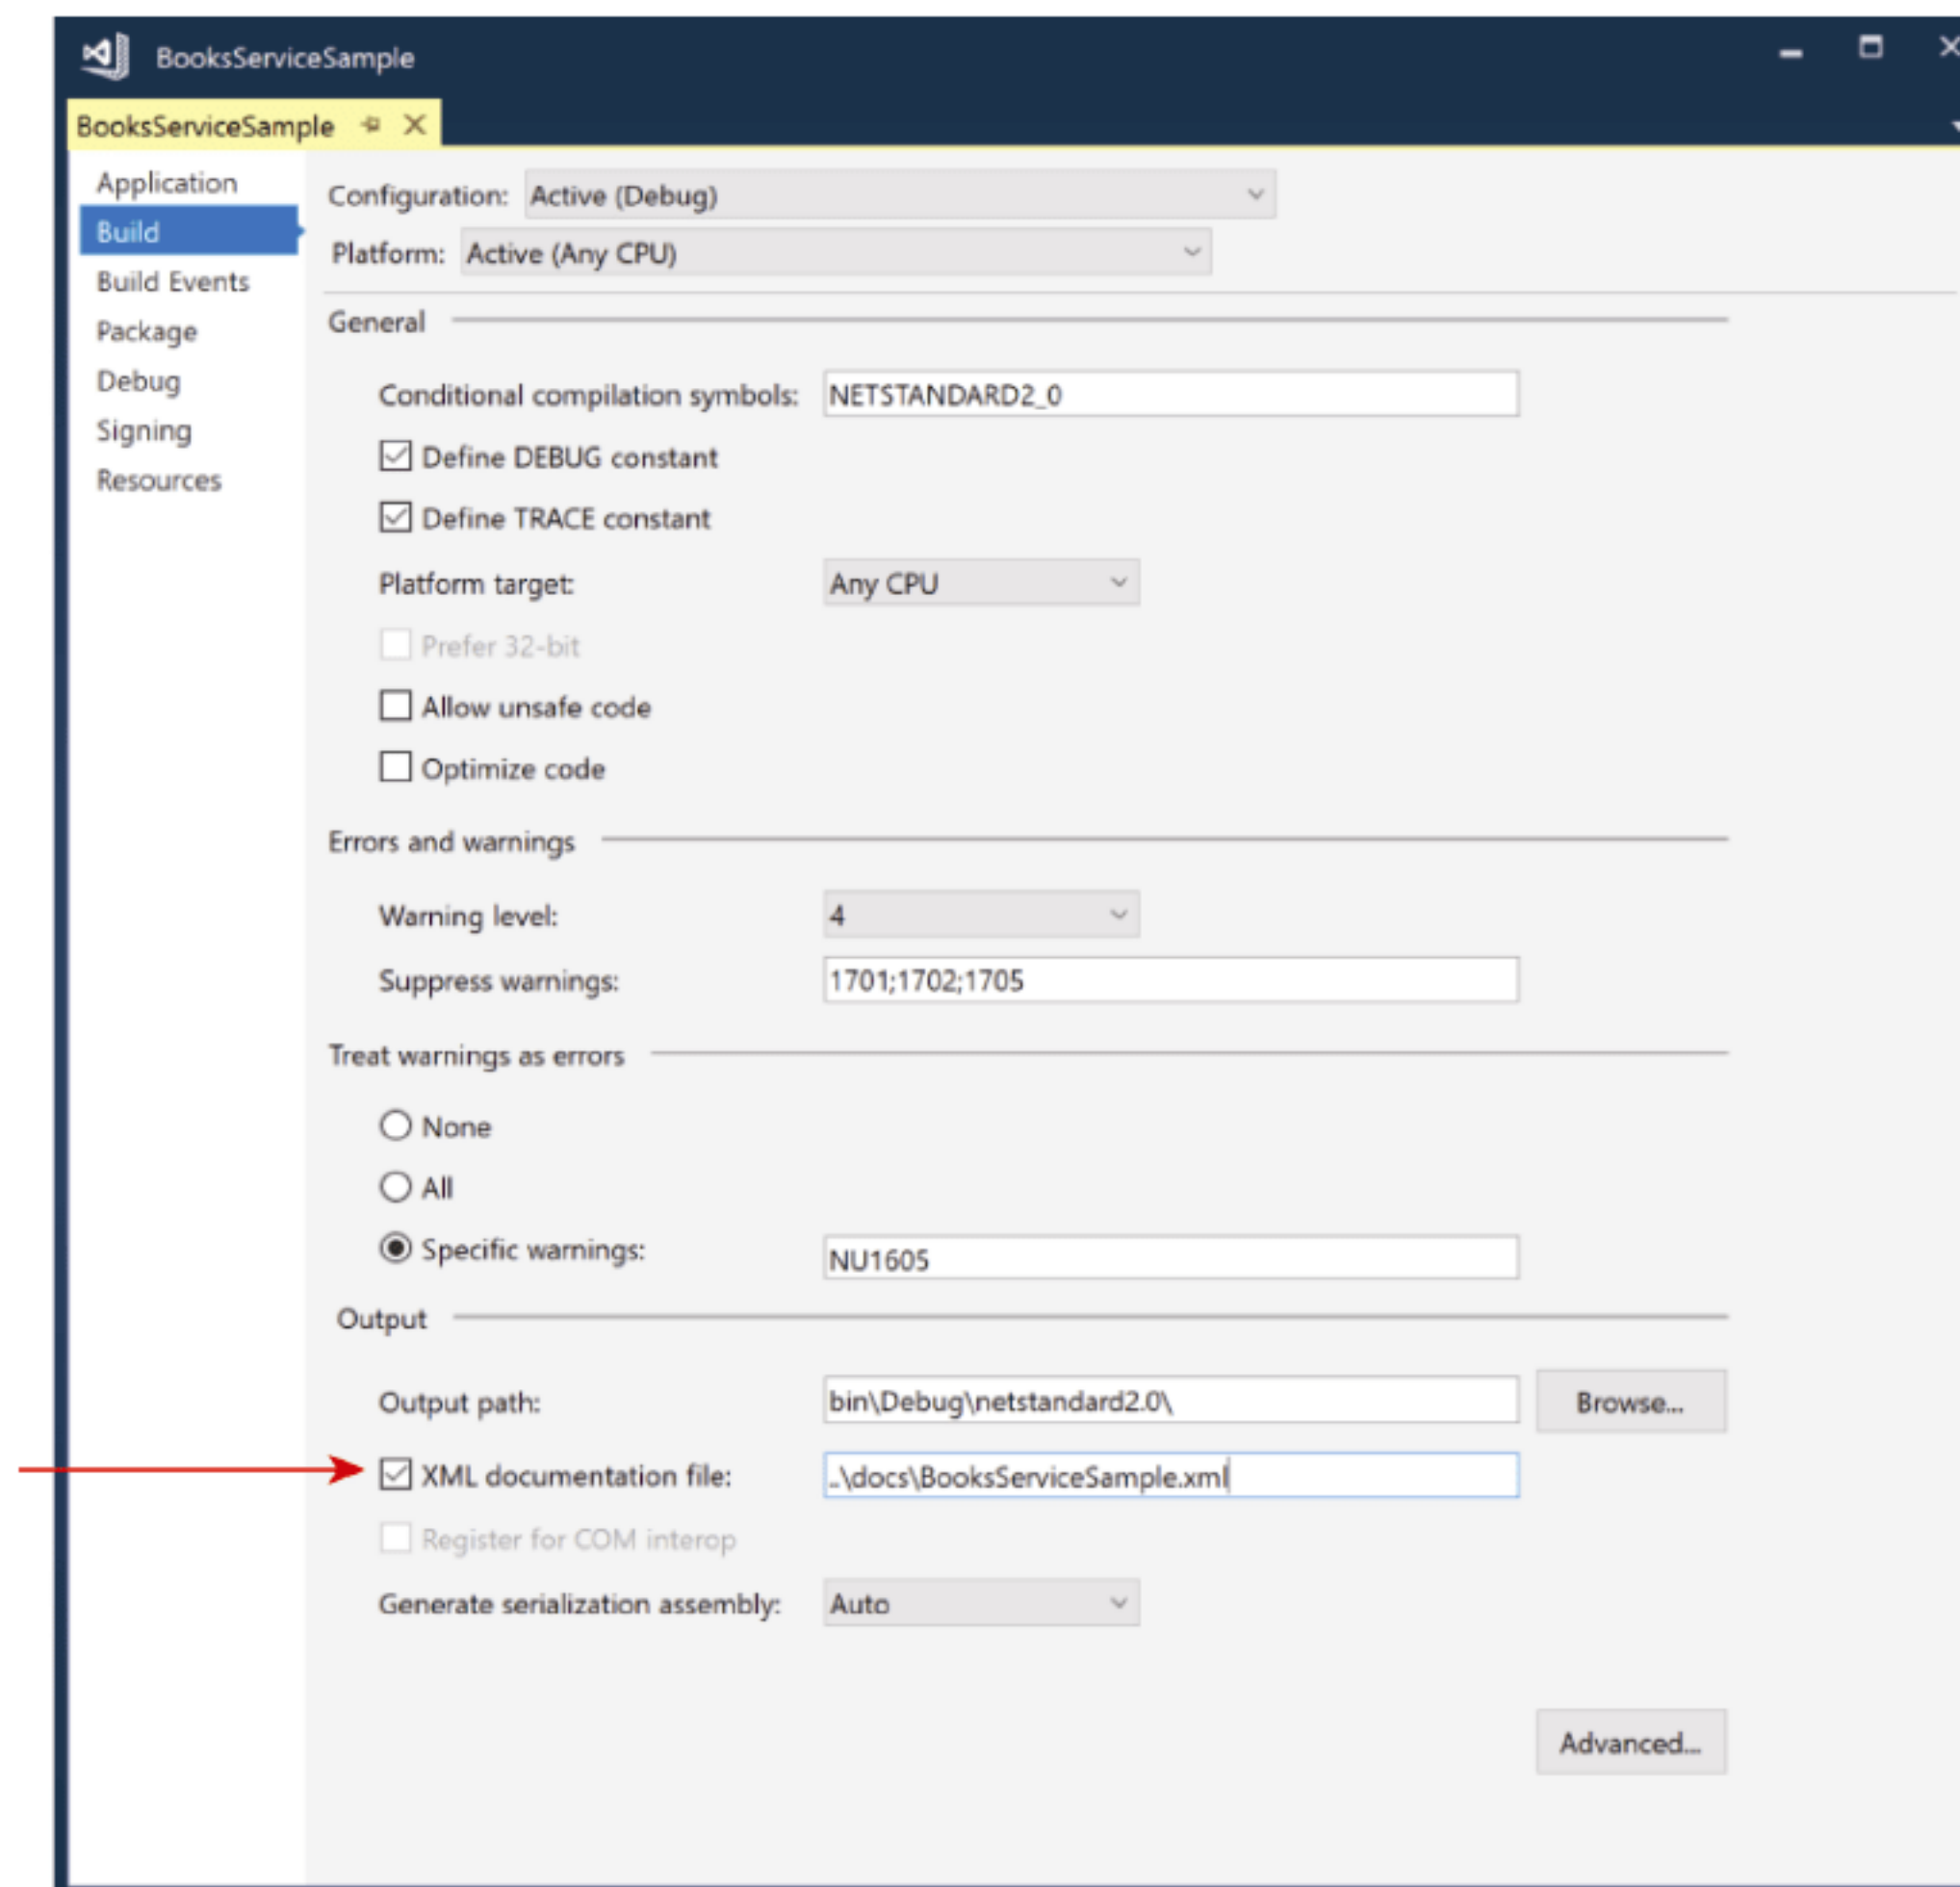 BooksServiceSample
BooksServiceSample
Application
Build
Build Events
Package
Debug
Signing
Resources
Configuration: Active (Debug)
Platform: Active (Any CPU)
General
Conditional compilation symbols: NETSTANDARD2_0
Define DEBUG constant
Define TRACE constant
Platform target: Any CPU
Prefer 32-bit
Allow unsafe code
Optimize code
Errors and warnings
Warning level: 4
Suppress warnings: 1701;1702;1705
Treat warnings as errors
None
All
Specific warnings: NU1605
Output
Output path: bin\Debug\netstandard2.0\ Browse...
XML documentation file: ..\docs\BooksServiceSample.xml
Register for COM interop
Generate serialization assembly: Auto
Advanced...